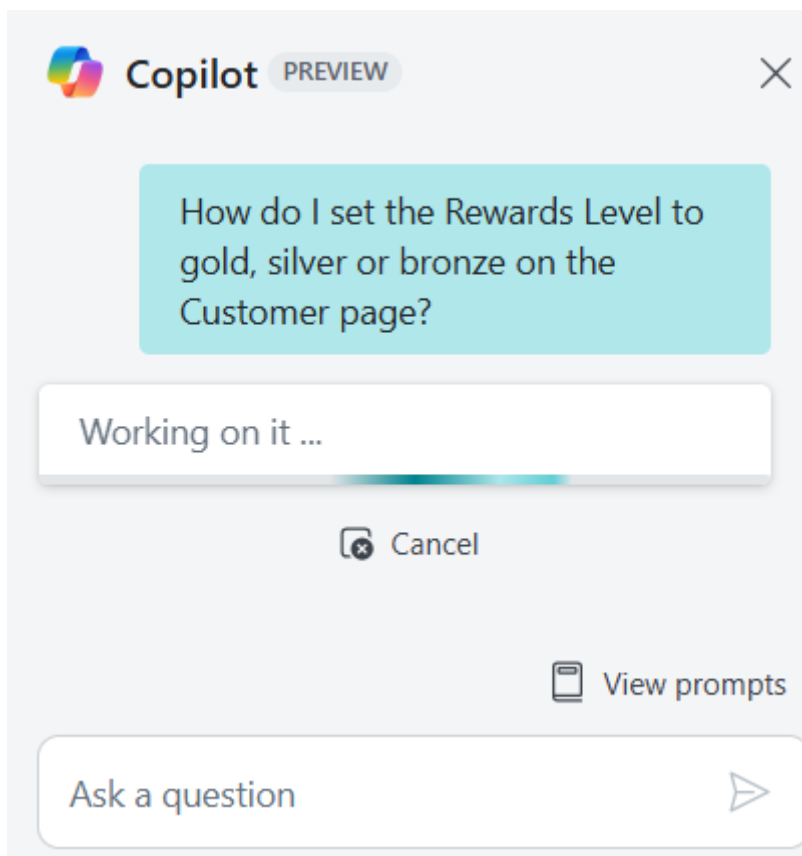 Copilot PREVIEW
How do I set the Rewards Level to
gold, silver or bronze on the
Customer page?
Working on it ...
Cancel
View prompts
Ask a question